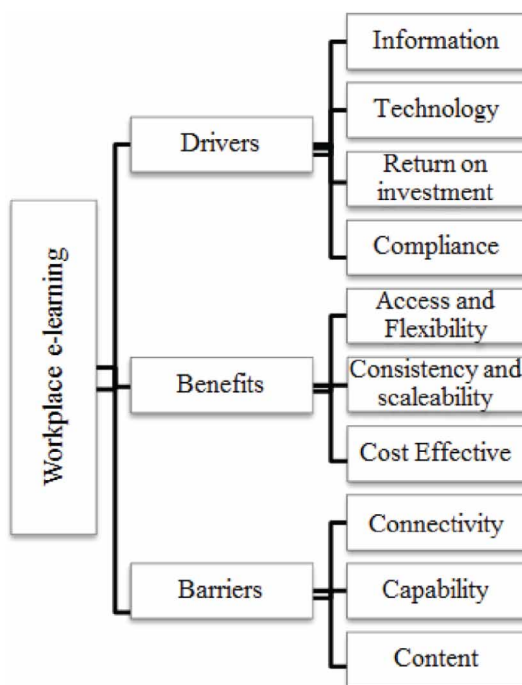 Workplace e-learning
Drivers
Information
Technology
Return on
investment
Compliance
Benefits
Access and
Flexibility
Consistency and
scaleability
Cost Effective
Barriers
Connectivity
Capability
Content